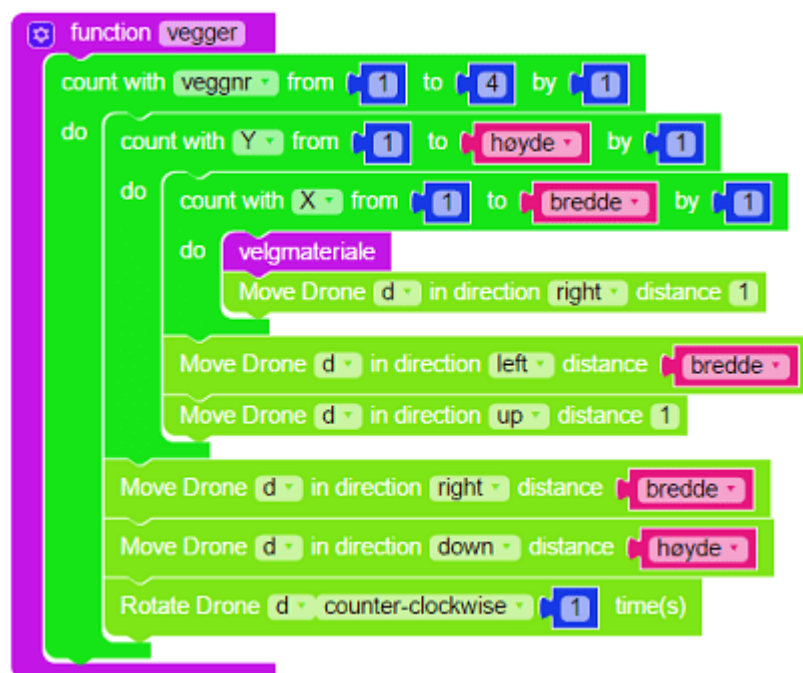 function vegger
count with veggnr from 1 to 4 by 1
do count with Y from 1 to høyde by 1
do count with X from 1 to bredde by 1
do velgmateriale
Move Drone d in direction right distance 1
Move Drone d in direction left distance bredde
Move Drone d in direction up distance 1
Move Drone d in direction right distance bredde
Move Drone d in direction down distance høyde
Rotate Drone d counter-clockwise 1 time(s)